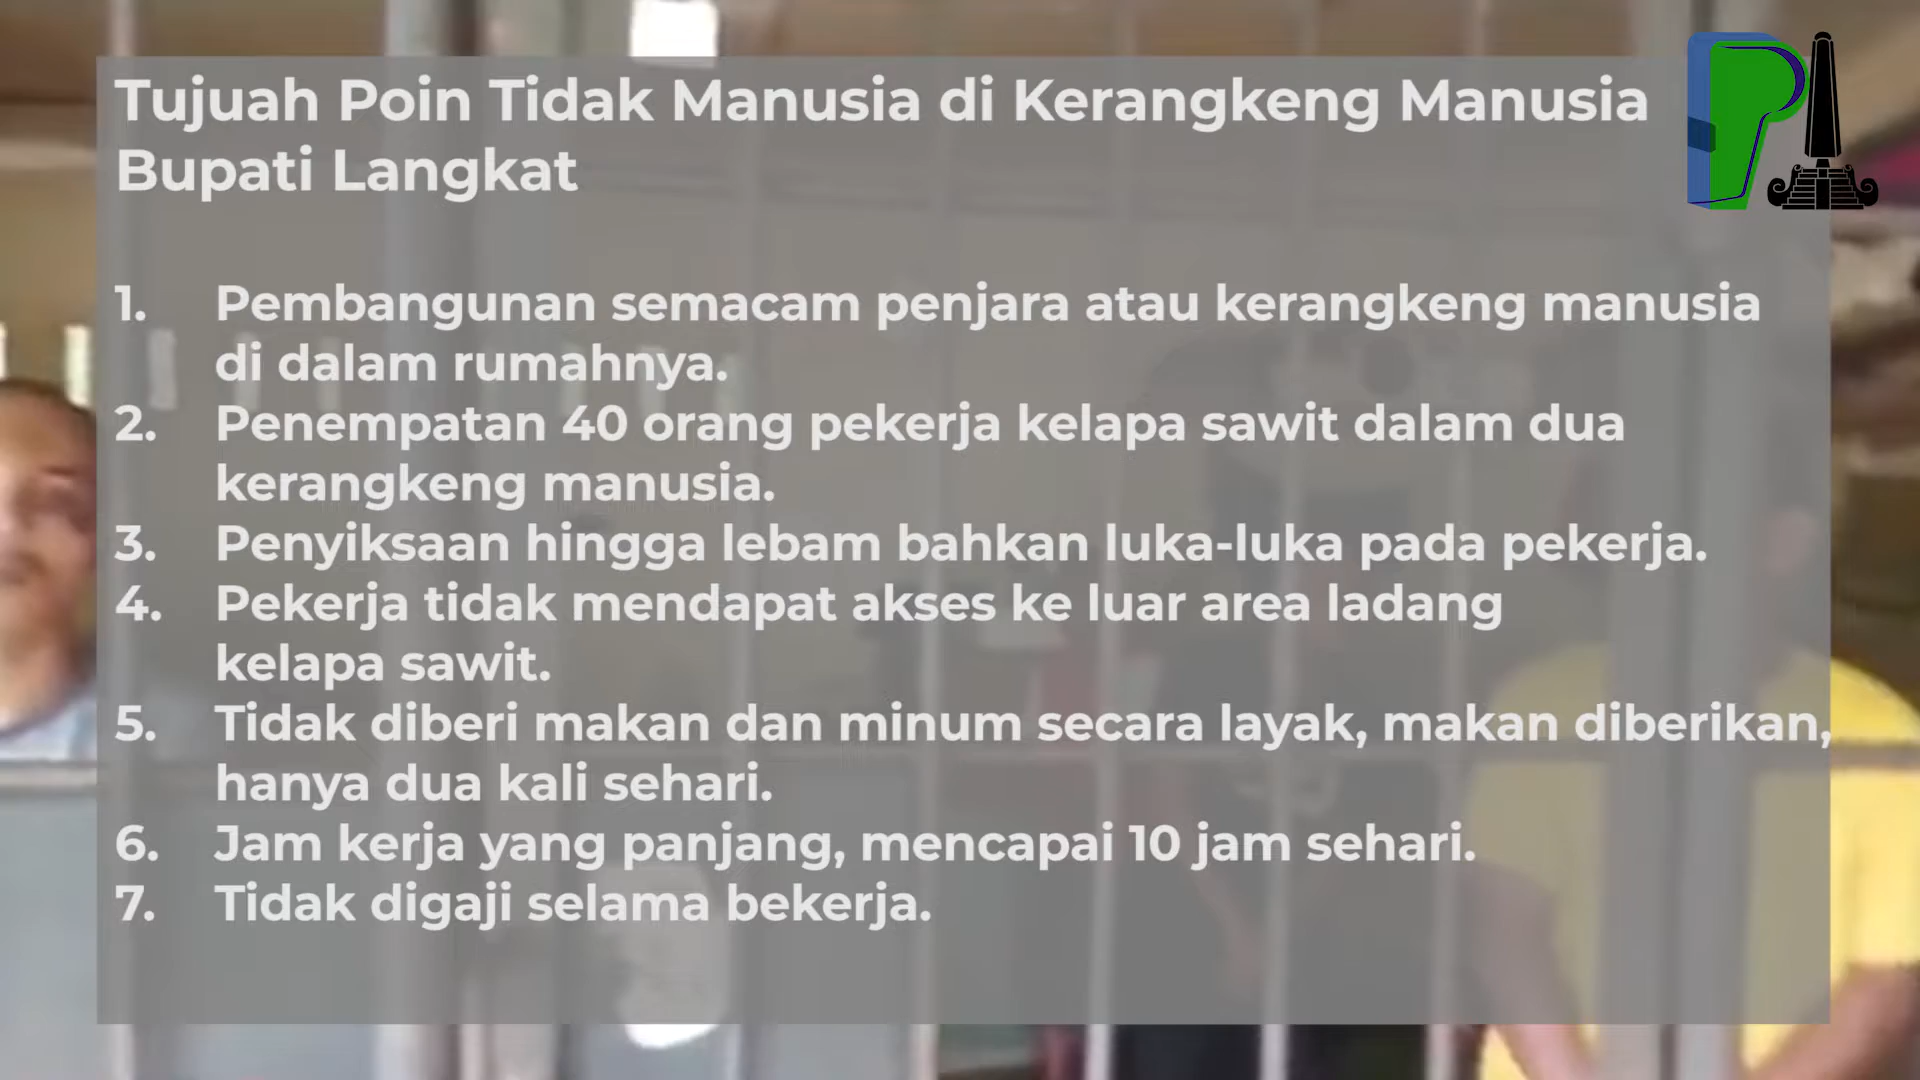 Tujuah Poin Tidak Manusia di Kerangkeng Manusia
Bupati Langkat
1. Pembangunan semacam penjara atau kerangkeng manusia
di dalam rumahnya.
2. Penempatan 40 orang pekerja kelapa sawit dalam dua
kerangkeng manusia.
3. Penyiksaan hingga lebam bahkan luka-luka pada pekerja.
4. Pekerja tidak mendapat akses ke luar area ladang
kelapa sawit.
5. Tidak diberi makan dan minum secara layak, makan diberikan,
hanya dua kali sehari.
6. Jam kerja yang panjang, mencapai 10 jam sehari.
7. Tidak digaji selama bekerja.